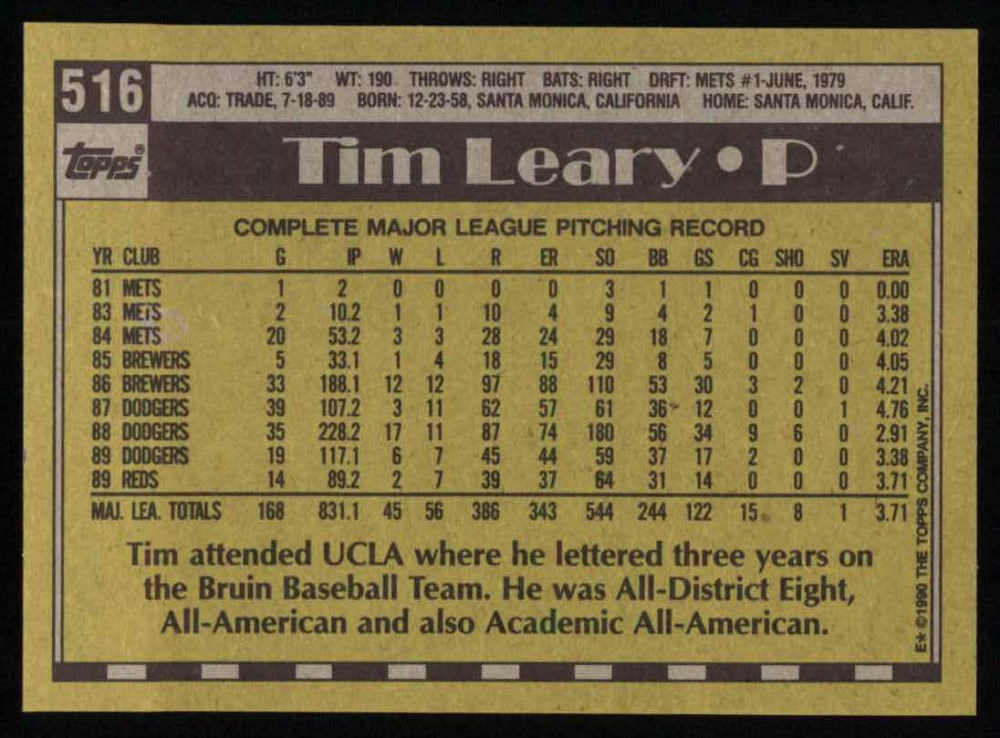 516
HT: 6'3" WT: 190 THROWS: RIGHT BATS: RIGHT DRFT: METS #1-JUNE, 1979
ACQ: TRADE, 7-18-89 BORN: 12-23-58, SANTA MONICA, CALIFORNIA HOME: SANTA MONICA, CALIF.
Topps®
Tim Leary • P
COMPLETE MAJOR LEAGUE PITCHING RECORD
YR CLUB G IP W L R ER SO BB GS CG SHO SV ERA
81 METS 1 2 0 0 0 0 3 1 1 0 0 0 0.00
83 METS 2 10.2 1 1 10 4 9 4 2 1 0 0 3.38
84 METS 20 53.2 3 3 28 24 29 18 7 0 0 0 4.02
85 BREWERS 5 33.1 1 4 18 15 29 8 5 0 0 0 4.05
86 BREWERS 33 188.1 12 12 97 88 110 53 30 3 2 0 4.21
87 DODGERS 39 107.2 3 11 62 57 61 36 12 0 0 1 4.76
88 DODGERS 35 228.2 17 11 87 74 180 56 34 9 6 0 2.91
89 DODGERS 19 117.1 6 7 45 44 59 37 17 2 0 0 3.38
89 REDS 14 89.2 2 7 39 37 64 31 14 0 0 0 3.71
MAJ. LEA. TOTALS 168 831.1 45 56 386 343 544 244 122 15 8 1 3.71
Tim attended UCLA where he lettered three years on
the Bruin Baseball Team. He was All-District Eight,
All-American and also Academic All-American.
E* ©1990 THE TOPPS COMPANY, INC.